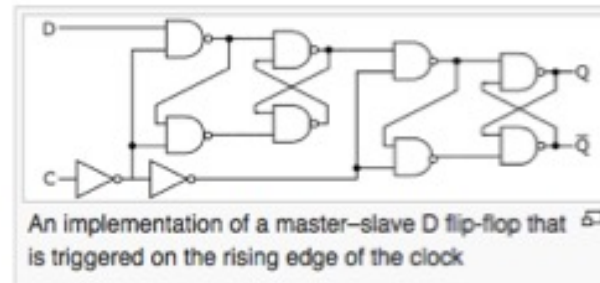 D
Q
C
Q̅
An implementation of a master–slave D flip-flop that
is triggered on the rising edge of the clock